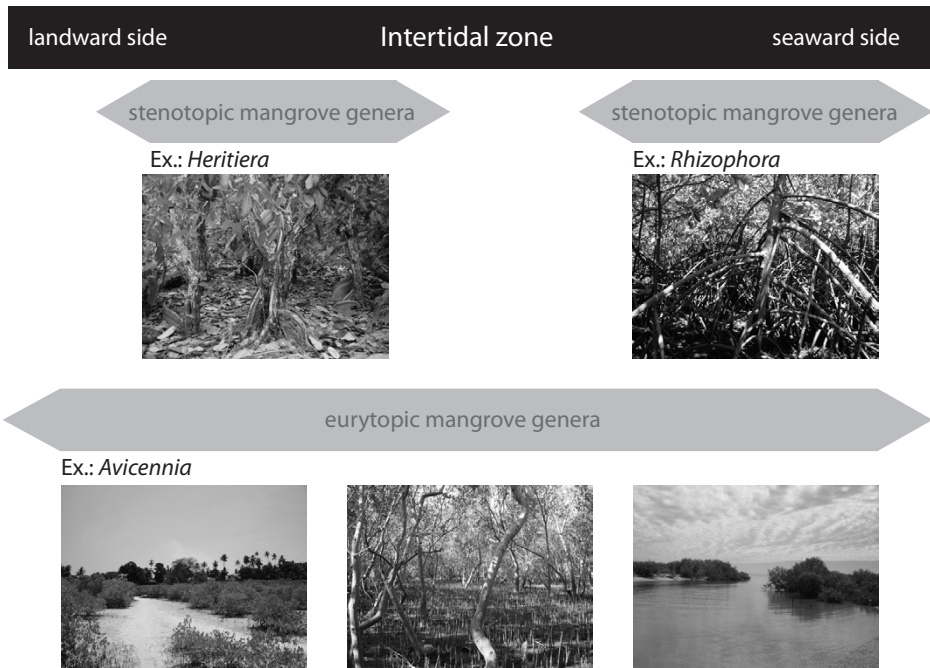 landward side Intertidal zone seaward side
stenotopic mangrove genera stenotopic mangrove genera
Ex.: Heritiera Ex.: Rhizophora
eurytopic mangrove genera
Ex.: Avicennia